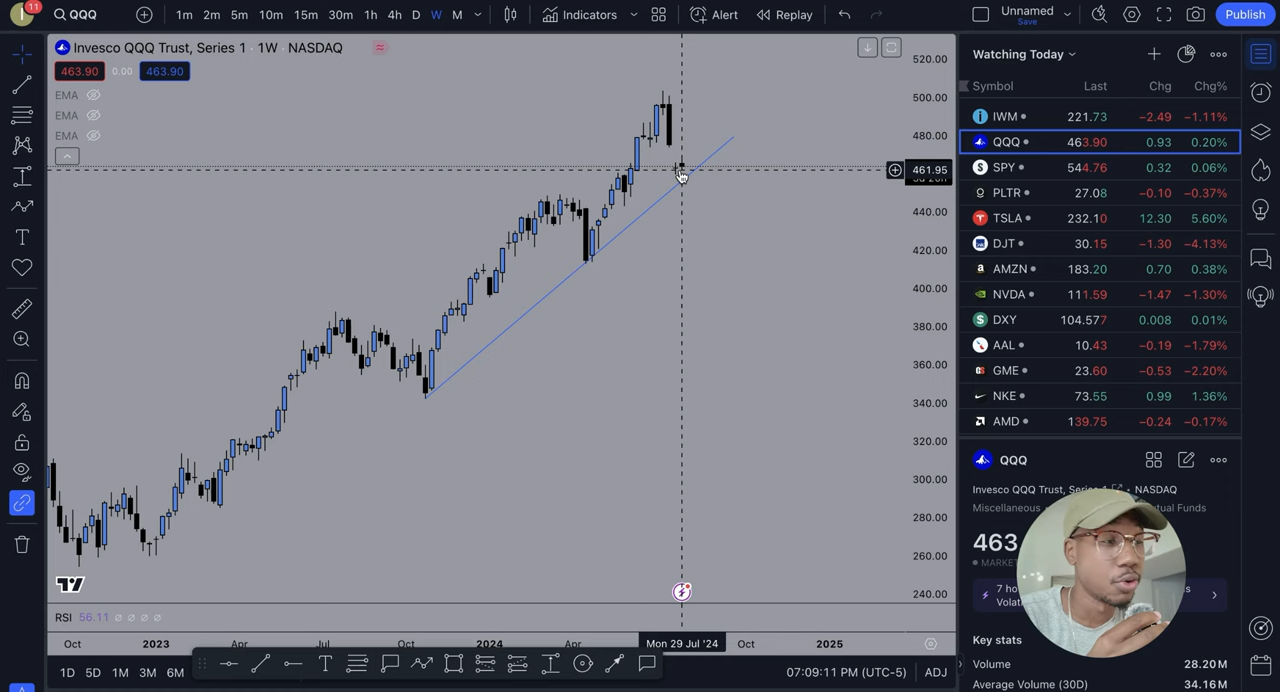 11
QQQ
1m 2m 5m 10m 15m 30m 1h 4h D W M
Indicators
Alert
Replay
Unnamed
Save
Publish
Invesco QQQ Trust, Series 1 · 1W · NASDAQ
463.90 0.00 463.90
EMA
EMA
EMA
520.00
500.00
480.00
461.95
440.00
420.00
400.00
380.00
360.00
340.00
320.00
300.00
280.00
260.00
240.00
RSI 56.11 ∅ ∅ ∅ ∅
Oct 2023 Apr Jul Oct 2024 Apr Mon 29 Jul '24 Oct 2025
1D 5D 1M 3M 6M
07:09:11 PM (UTC-5) ADJ
Watching Today
Symbol Last Chg Chg%
IWM 221.73 −2.49 −1.11%
QQQ 463.90 0.93 0.20%
SPY 544.76 0.32 0.06%
PLTR 27.08 −0.10 −0.37%
TSLA 232.10 12.30 5.60%
DJT 30.15 −1.30 −4.13%
AMZN 183.20 0.70 0.38%
NVDA 111.59 −1.47 −1.30%
DXY 104.577 0.008 0.01%
AAL 10.43 −0.19 −1.79%
GME 23.60 −0.53 −2.20%
NKE 73.55 0.99 1.36%
AMD 139.75 −0.24 −0.17%
QQQ
Invesco QQQ Trust, Series 1 NASDAQ
Miscellaneous Funds
463
Key stats
Volume 28.20M
Average Volume (30D) 34.16M